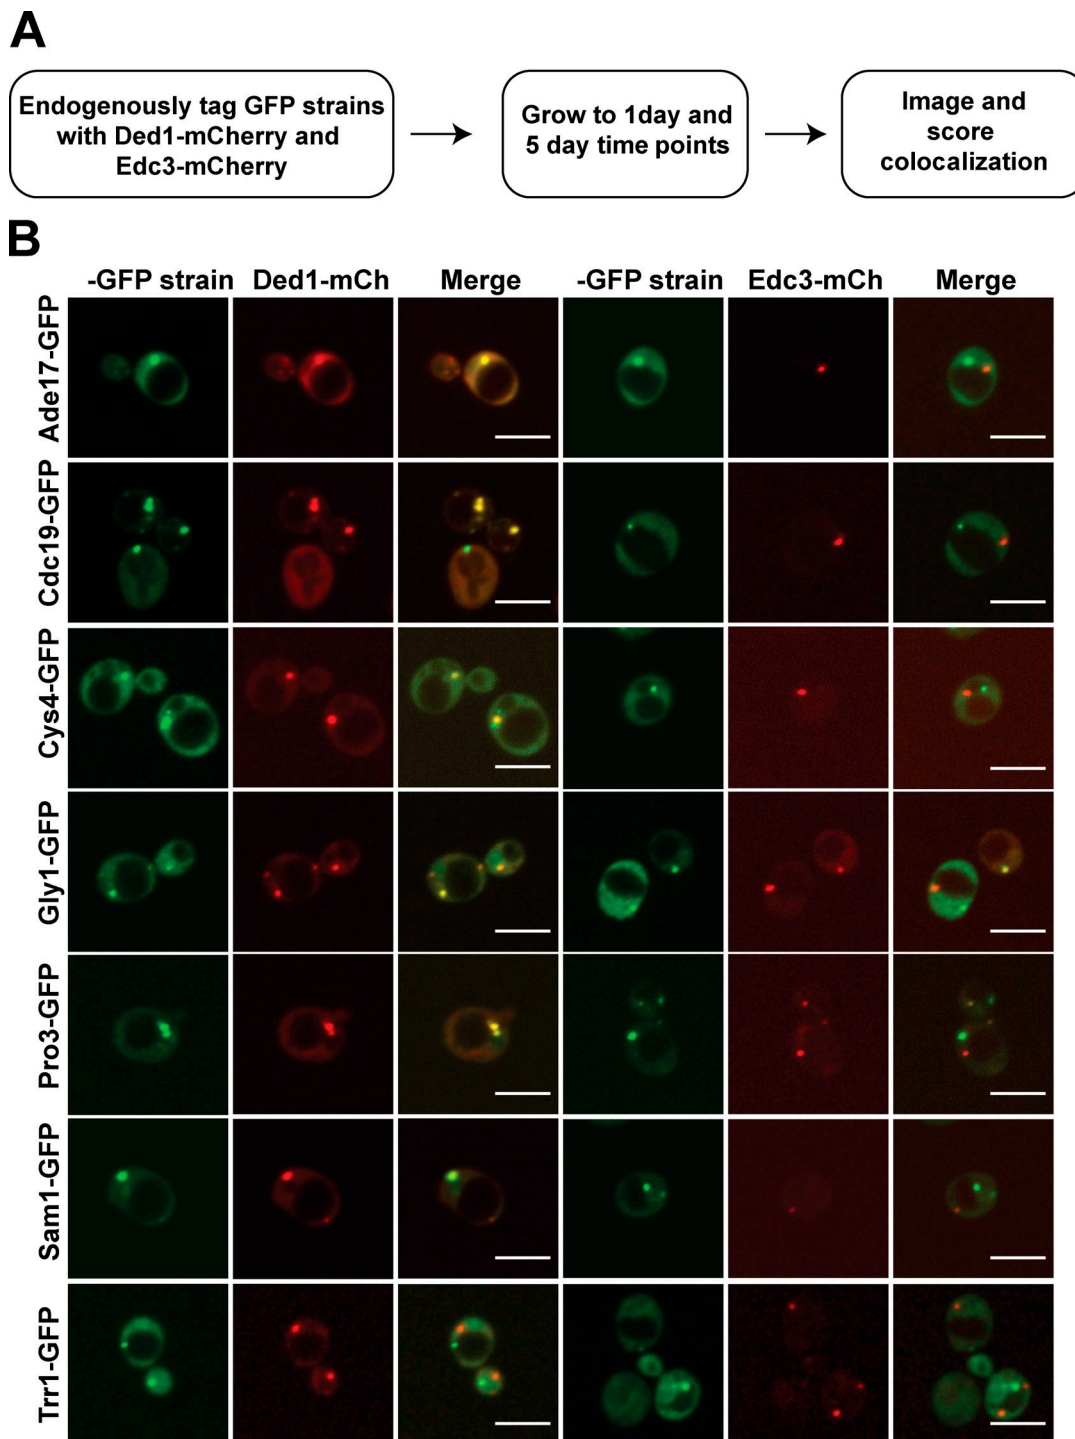 A
Endogenously tag GFP strains
with Ded1-mCherry and
Edc3-mCherry
Grow to 1day and
5 day time points
Image and
score
colocalization
B
-GFP strain Ded1-mCh Merge -GFP strain Edc3-mCh Merge
Ade17-GFP
Cdc19-GFP
Cys4-GFP
Gly1-GFP
Pro3-GFP
Sam1-GFP
Trr1-GFP